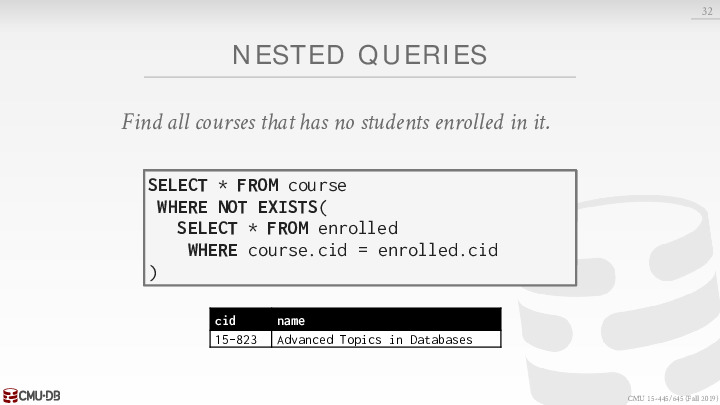 32
NESTED QUERIES
Find all courses that has no students enrolled in it.
SELECT * FROM course
WHERE NOT EXISTS(
SELECT * FROM enrolled
WHERE course.cid = enrolled.cid
)
cid name
15-823 Advanced Topics in Databases
CMU·DB
CMU 15-445/645 (Fall 2019)